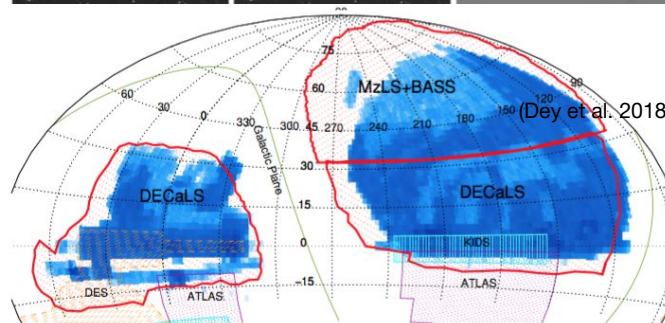 75
60
MzLS+BASS
90
120
(Dey et al. 2018
60
30
0
330
Galactic Plane
300
45
270
240
210
180
150
30
DECaLS
DECaLS
15
0
KIDS
-15
DES
ATLAS
ATLAS